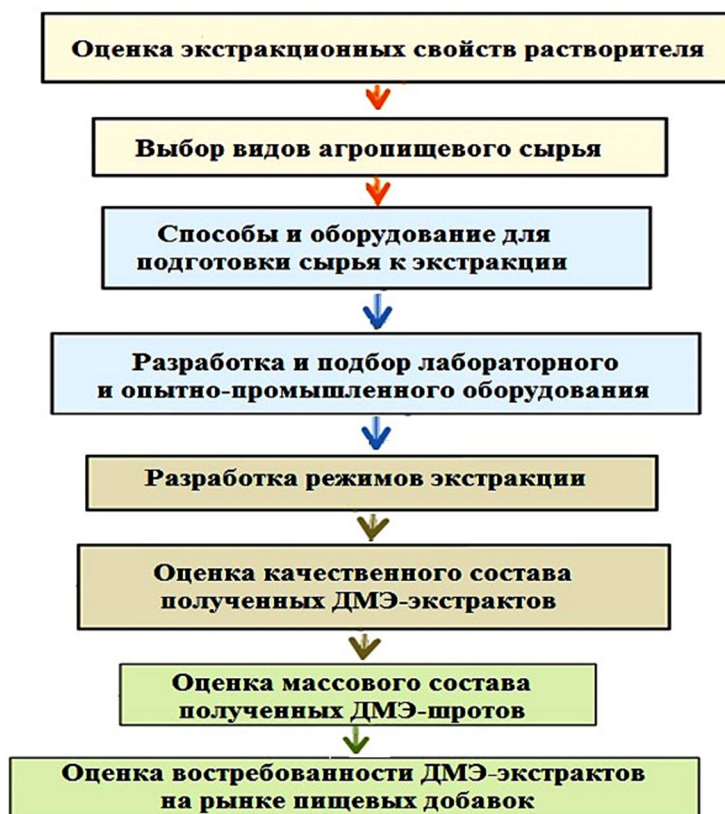 Оценка экстракционных свойств растворителя
Выбор видов агропищевого сырья
Способы и оборудование для
подготовки сырья к экстракции
Разработка и подбор лабораторного
и опытно-промышленного оборудования
Разработка режимов экстракции
Оценка качественного состава
полученных ДМЭ-экстрактов
Оценка массового состава
полученных ДМЭ-шротов
Оценка востребованности ДМЭ-экстрактов
на рынке пищевых добавок